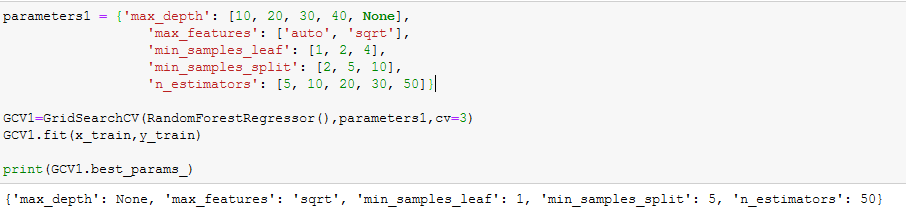 parameters1 = {'max_depth': [10, 20, 30, 40, None],
'max_features': ['auto', 'sqrt'],
'min_samples_leaf': [1, 2, 4],
'min_samples_split': [2, 5, 10],
'n_estimators': [5, 10, 20, 30, 50]}
GCV1=GridSearchCV(RandomForestRegressor(),parameters1,cv=3)
GCV1.fit(x_train,y_train)
print(GCV1.best_params_)
{'max_depth': None, 'max_features': 'sqrt', 'min_samples_leaf': 1, 'min_samples_split': 5, 'n_estimators': 50}